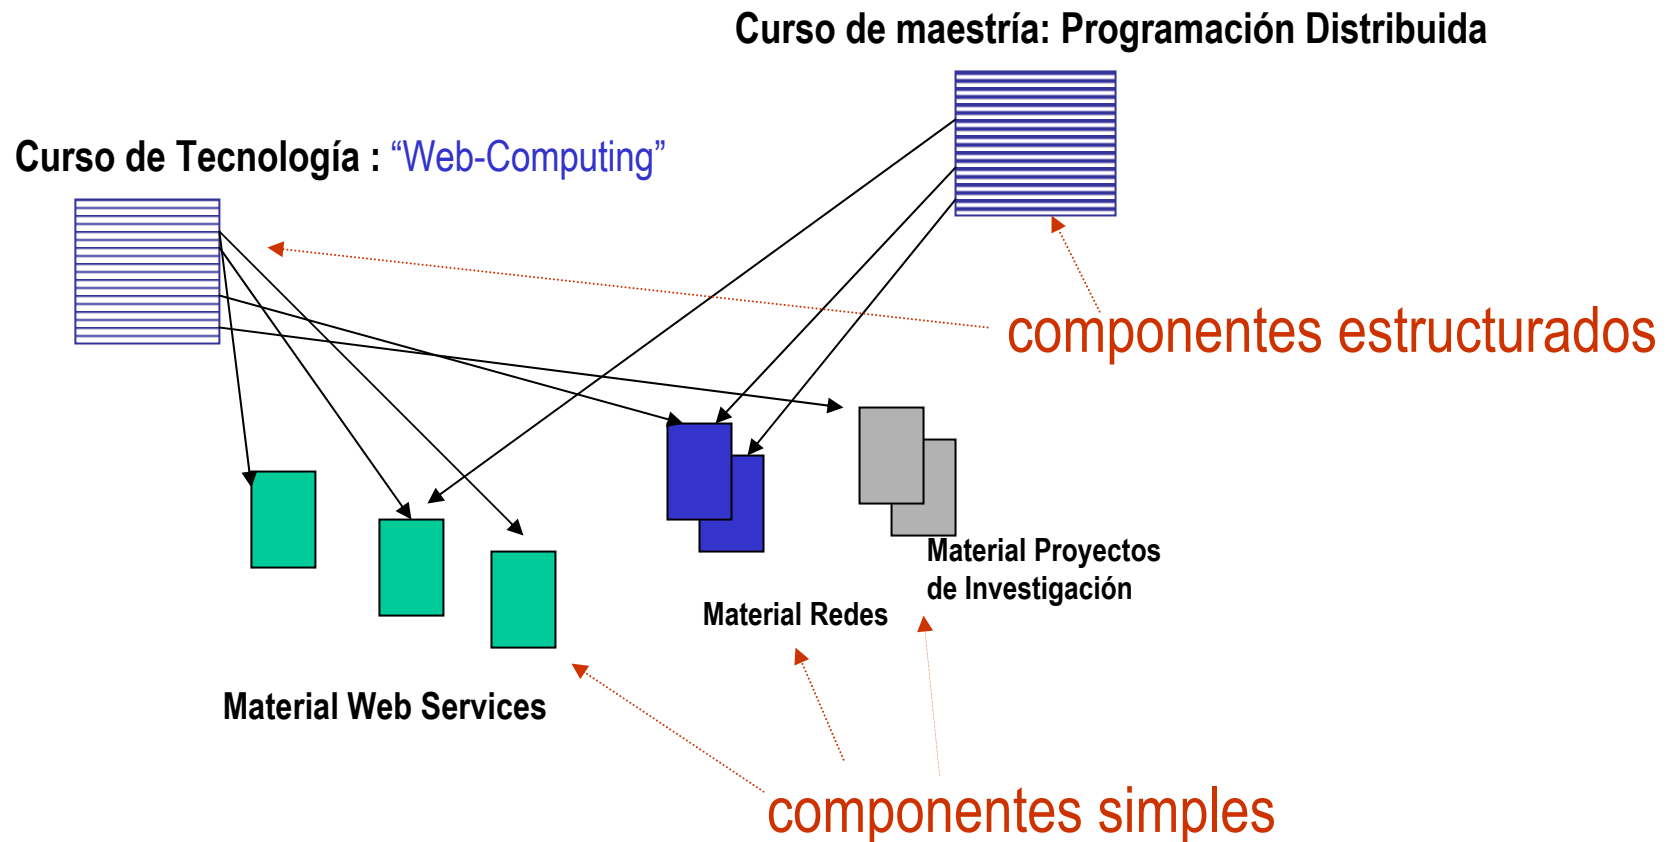 Curso de maestría: Programación Distribuida
Curso de Tecnología : “Web-Computing”
componentes estructurados
Material Proyectos
de Investigación
Material Redes
Material Web Services
componentes simples